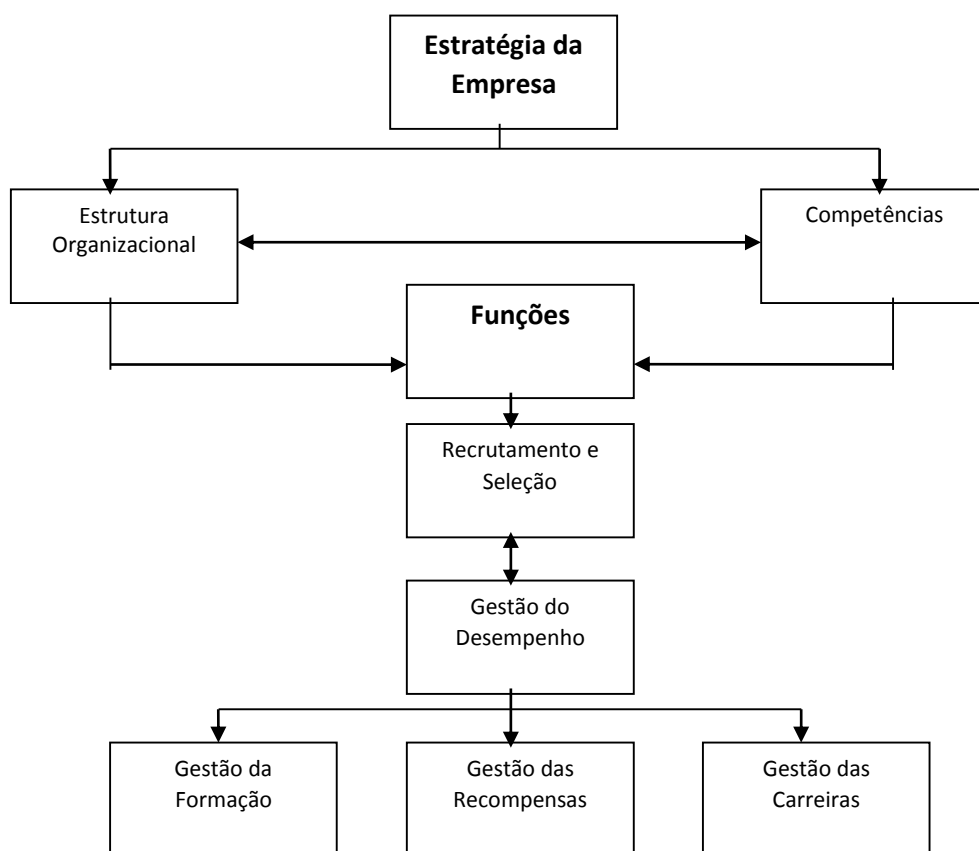 Estratégia da
Empresa
Estrutura
Organizacional
Competências
Funções
Recrutamento e
Seleção
Gestão do
Desempenho
Gestão da
Formação
Gestão das
Recompensas
Gestão das
Carreiras